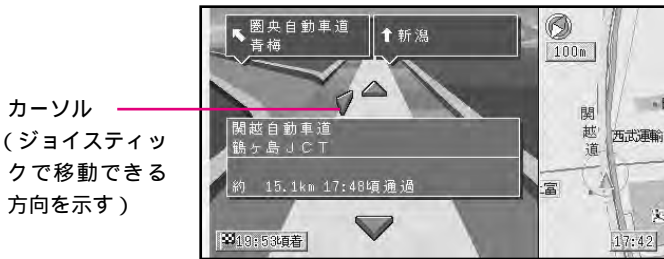 カーソル
(ジョイスティッ
クで移動できる
方向を示す)
圏央自動車道
青梅
新潟
関越自動車道
鶴ヶ島JCT
約 15.1km 17:48頃通過
19:53頃着
100m
関越道
西武運輸
17:42